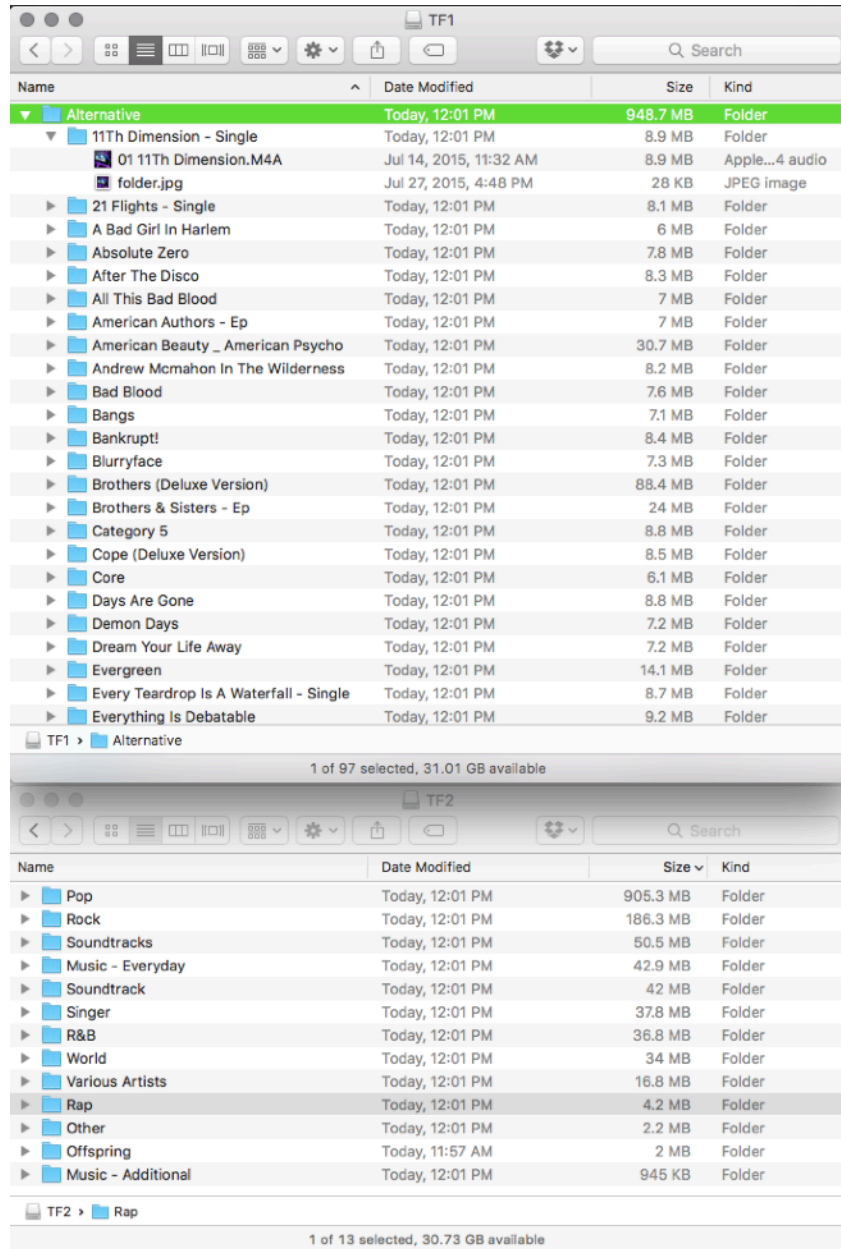 TF1
Search
Name Date Modified Size Kind
Alternative Today, 12:01 PM 948.7 MB Folder
11Th Dimension - Single Today, 12:01 PM 8.9 MB Folder
01 11Th Dimension.M4A Jul 14, 2015, 11:32 AM 8.9 MB Apple...4 audio
folder.jpg Jul 27, 2015, 4:48 PM 28 KB JPEG image
21 Flights - Single Today, 12:01 PM 8.1 MB Folder
A Bad Girl In Harlem Today, 12:01 PM 6 MB Folder
Absolute Zero Today, 12:01 PM 7.8 MB Folder
After The Disco Today, 12:01 PM 8.3 MB Folder
All This Bad Blood Today, 12:01 PM 7 MB Folder
American Authors - Ep Today, 12:01 PM 7 MB Folder
American Beauty _ American Psycho Today, 12:01 PM 30.7 MB Folder
Andrew Mcmahon In The Wilderness Today, 12:01 PM 8.2 MB Folder
Bad Blood Today, 12:01 PM 7.6 MB Folder
Bangs Today, 12:01 PM 7.1 MB Folder
Bankrupt! Today, 12:01 PM 8.4 MB Folder
Blurryface Today, 12:01 PM 7.3 MB Folder
Brothers (Deluxe Version) Today, 12:01 PM 88.4 MB Folder
Brothers & Sisters - Ep Today, 12:01 PM 24 MB Folder
Category 5 Today, 12:01 PM 8.8 MB Folder
Cope (Deluxe Version) Today, 12:01 PM 8.5 MB Folder
Core Today, 12:01 PM 6.1 MB Folder
Days Are Gone Today, 12:01 PM 8.8 MB Folder
Demon Days Today, 12:01 PM 7.2 MB Folder
Dream Your Life Away Today, 12:01 PM 7.2 MB Folder
Evergreen Today, 12:01 PM 14.1 MB Folder
Every Teardrop Is A Waterfall - Single Today, 12:01 PM 8.7 MB Folder
Everything Is Debatable Today, 12:01 PM 9.2 MB Folder
TF1 › Alternative
1 of 97 selected, 31.01 GB available
TF2
Search
Name Date Modified Size Kind
Pop Today, 12:01 PM 905.3 MB Folder
Rock Today, 12:01 PM 186.3 MB Folder
Soundtracks Today, 12:01 PM 50.5 MB Folder
Music - Everyday Today, 12:01 PM 42.9 MB Folder
Soundtrack Today, 12:01 PM 42 MB Folder
Singer Today, 12:01 PM 37.8 MB Folder
R&B Today, 12:01 PM 36.8 MB Folder
World Today, 12:01 PM 34 MB Folder
Various Artists Today, 12:01 PM 16.8 MB Folder
Rap Today, 12:01 PM 4.2 MB Folder
Other Today, 12:01 PM 2.2 MB Folder
Offspring Today, 11:57 AM 2 MB Folder
Music - Additional Today, 12:01 PM 945 KB Folder
TF2 › Rap
1 of 13 selected, 30.73 GB available